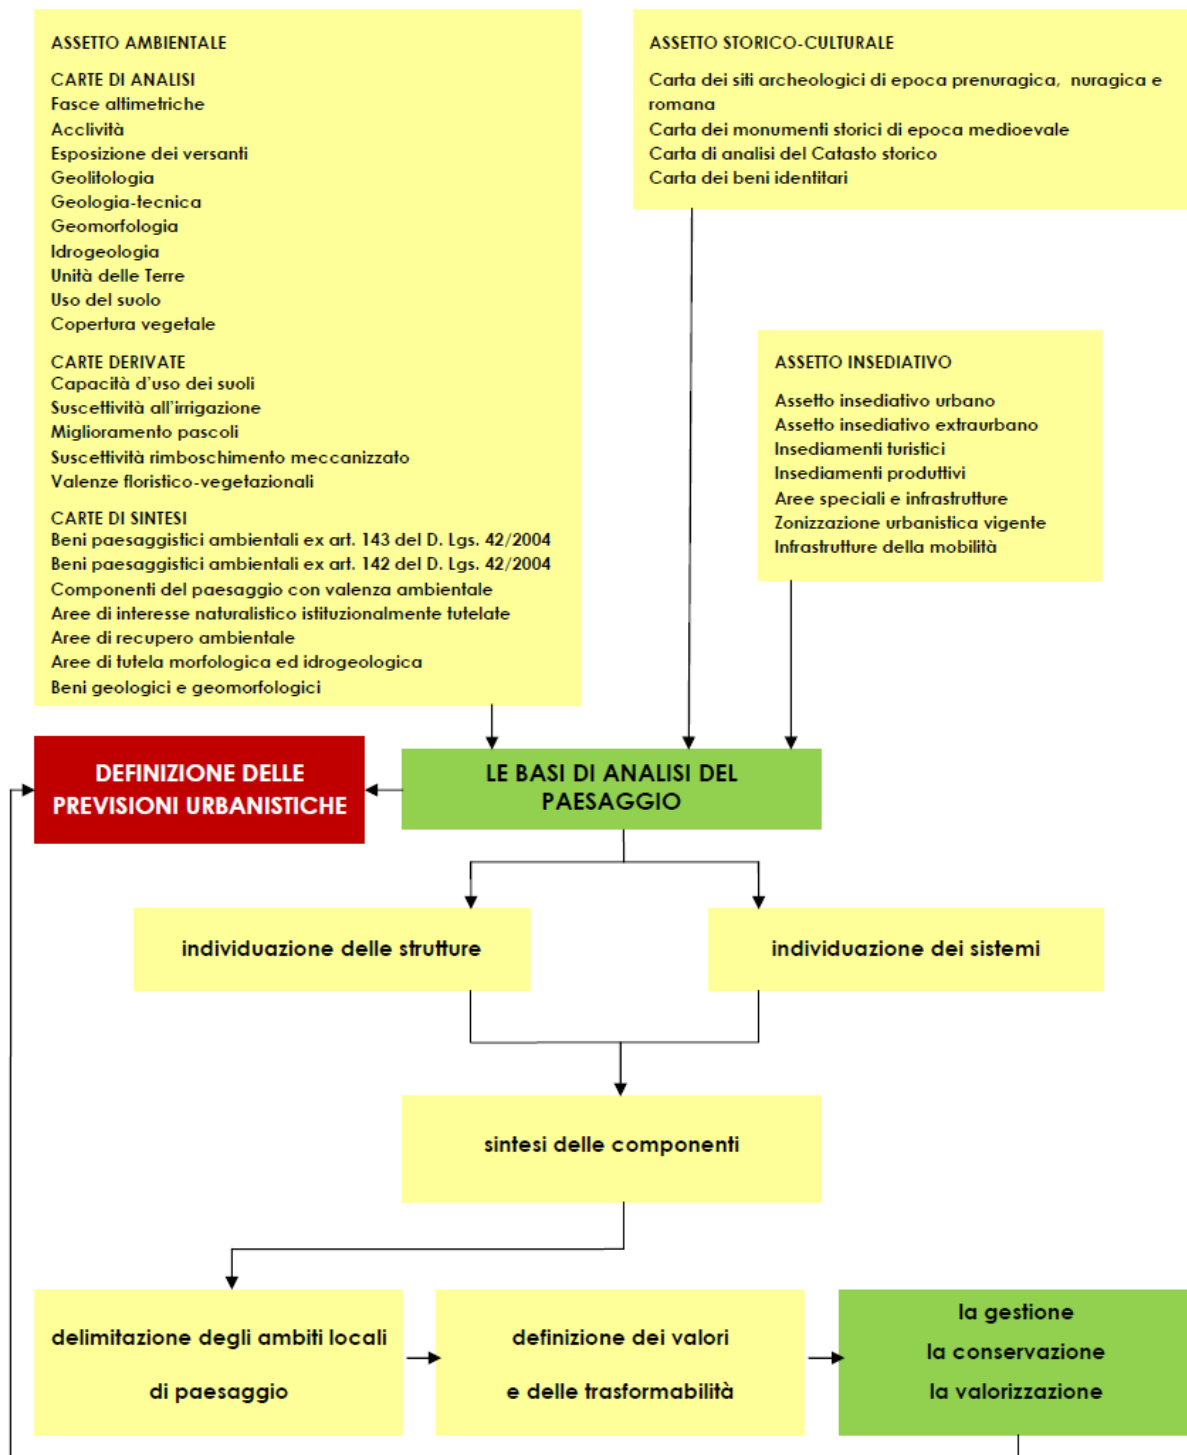 ASSETTO AMBIENTALE
CARTE DI ANALISI
Fasce altimetriche
Acclività
Esposizione dei versanti
Geolitologia
Geologia-tecnica
Geomorfologia
Idrogeologia
Unità delle Terre
Uso del suolo
Copertura vegetale
CARTE DERIVATE
Capacità d'uso dei suoli
Suscettività all'irrigazione
Miglioramento pascoli
Suscettività rimboschimento meccanizzato
Valenze floristico-vegetazionali
CARTE DI SINTESI
Beni paesaggistici ambientali ex art. 143 del D. Lgs. 42/2004
Beni paesaggistici ambientali ex art. 142 del D. Lgs. 42/2004
Componenti del paesaggio con valenza ambientale
Aree di interesse naturalistico istituzionalmente tutelate
Aree di recupero ambientale
Aree di tutela morfologica ed idrogeologica
Beni geologici e geomorfologici
ASSETTO STORICO-CULTURALE
Carta dei siti archeologici di epoca prenuragica, nuragica e
romana
Carta dei monumenti storici di epoca medioevale
Carta di analisi del Catasto storico
Carta dei beni identitari
ASSETTO INSEDIATIVO
Assetto insediativo urbano
Assetto insediativo extraurbano
Insediamenti turistici
Insediamenti produttivi
Aree speciali e infrastrutture
Zonizzazione urbanistica vigente
Infrastrutture della mobilità
DEFINIZIONE DELLE
PREVISIONI URBANISTICHE
LE BASI DI ANALISI DEL
PAESAGGIO
individuazione delle strutture
individuazione dei sistemi
sintesi delle componenti
delimitazione degli ambiti locali
di paesaggio
definizione dei valori
e delle trasformabilità
la gestione
la conservazione
la valorizzazione